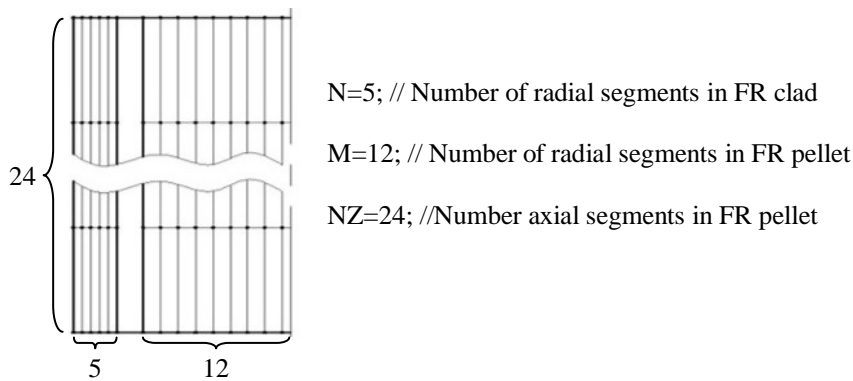 N=5; // Number of radial segments in FR clad
M=12; // Number of radial segments in FR pellet
24
NZ=24; //Number axial segments in FR pellet
5
12